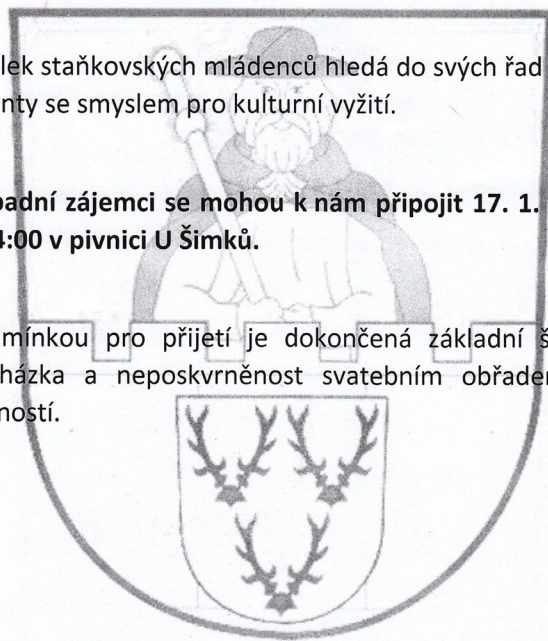 lek staňkovských mládenců hledá do svých řad
nty se smyslem pro kulturní vyžití.
padní zájemci se mohou k nám připojit 17. 1.
4:00 v pivnici U Šimků.
mínkou pro přijetí je dokončená základní š
házka a neposkvrněnost svatebním obřade
ností.